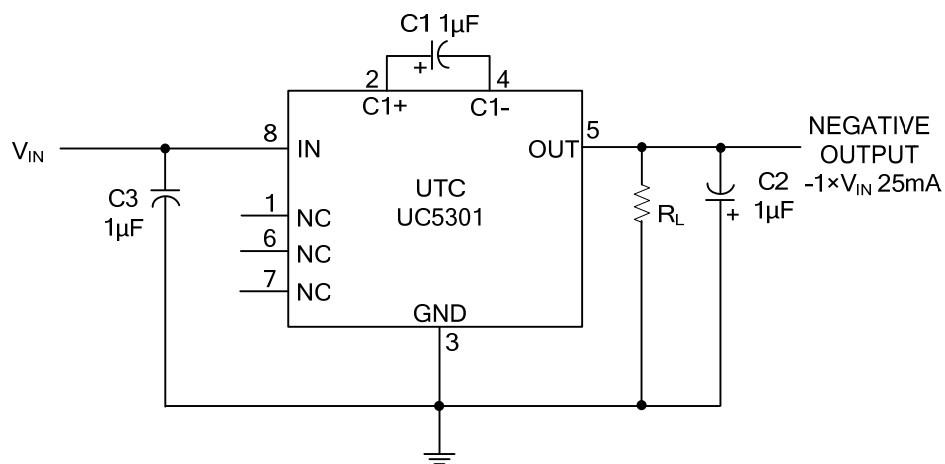 C1 1µF
+
2
4
C1+
C1-
8
5
VIN
IN
OUT
NEGATIVE
OUTPUT
-1×VIN 25mA
C3
1µF
UTC
UC5301
C2
1µF
+
RL
1
NC
6
NC
7
NC
GND
3